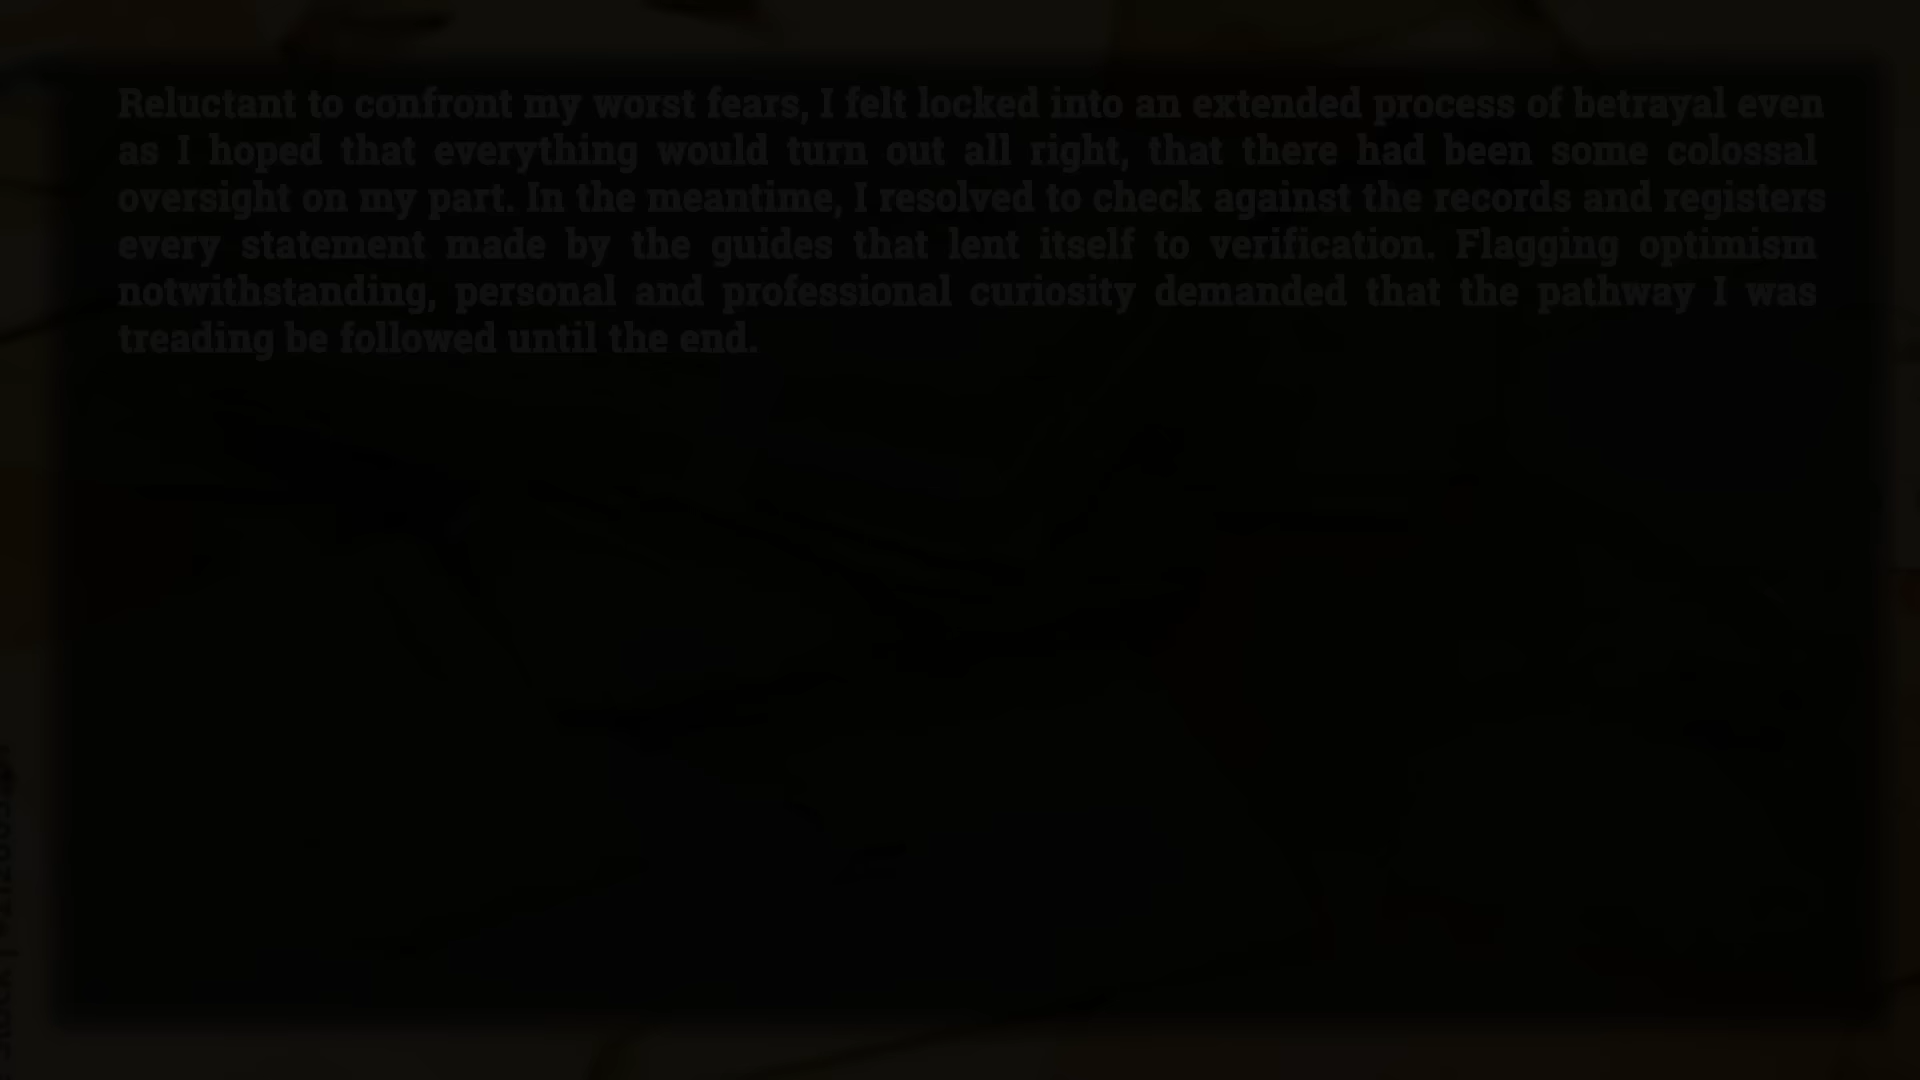 Reluctant to confront my worst fears, I felt locked into an extended process of betrayal even
as I hoped that everything would turn out all right, that there had been some colossal
oversight on my part. In the meantime, I resolved to check against the records and registers
every statement made by the guides that lent itself to verification. Flagging optimism
notwithstanding, personal and professional curiosity demanded that the pathway I was
treading be followed until the end.